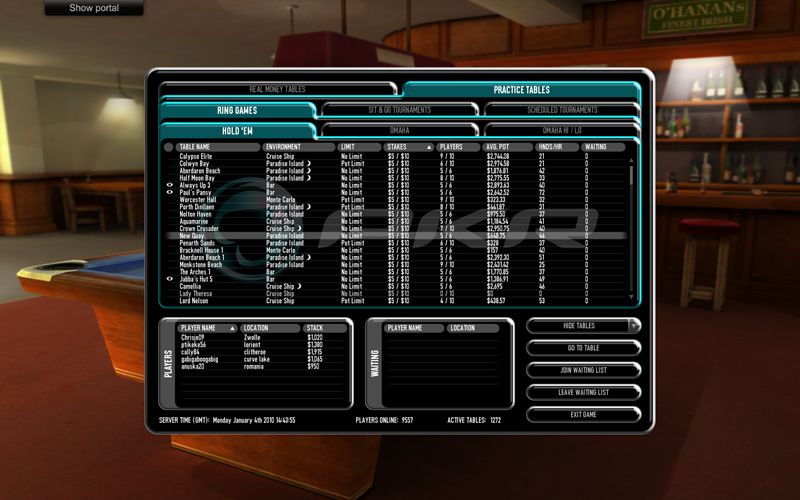 Show portal
O'HANANs
FINEST IRISH
REAL MONEY TABLES PRACTICE TABLES
RING GAMES SIT & GO TOURNAMENTS SCHEDULED TOURNAMENTS
HOLD 'EM OMAHA OMAHA HI / LO
TABLE NAME ENVIRONMENT LIMIT STAKES PLAYERS AVG. POT HNDS/HR WAITING
Calypso Elite Cruise Ship No Limit $5 / $10 9 / 10 $2,744.08 21 0
Colwyn Bay Paradise Island Pot Limit $5 / $10 6 / 10 $2,974.58 21 0
Aberdaron Beach Paradise Island No Limit $5 / $10 5 / 6 $1,876.81 42 0
Half Moon Bay Paradise Island No Limit $5 / $10 8 / 10 $2,775.55 33 0
Always Up 3 Bar No Limit $5 / $10 5 / 6 $2,893.63 40 0
Paul's Pansy Bar No Limit $5 / $10 5 / 6 $2,642.52 72 0
Worcester Hall Monte Carlo Pot Limit $5 / $10 9 / 10 $323.33 32 0
Porth Dinllaen Paradise Island Pot Limit $5 / $10 8 / 10 $441.87 31 0
Nolton Haven Paradise Island No Limit $5 / $10 5 / 6 $975.50 37 0
Aquamarine Cruise Ship No Limit $5 / $10 5 / 6 $1,184.54 41 0
Crown Crusader Cruise Ship No Limit $5 / $10 7 / 10 $2,950.75 40 0
New Quay Paradise Island No Limit $5 / $10 5 / 6 $648.75 46 0
Penarth Sands Paradise Island Pot Limit $5 / $10 6 / 10 $328 37 0
Bracknell House 1 Monte Carlo Pot Limit $5 / $10 5 / 6 $157 40 0
Aberdaron Beach 1 Paradise Island No Limit $5 / $10 5 / 6 $2,392.30 51 0
Monkstone Beach Paradise Island No Limit $5 / $10 7 / 10 $2,431.42 25 0
The Arches 1 Bar No Limit $5 / $10 5 / 6 $1,770.85 37 0
Jabba's Hut 5 Bar No Limit $5 / $10 5 / 6 $1,386.91 49 0
Camellia Cruise Ship No Limit $5 / $10 5 / 6 $2,695 46 0
Lady Theresa Cruise Ship No Limit $5 / $10 0 / 10 $0 0 0
Lord Nelson Cruise Ship Pot Limit $5 / $10 4 / 10 $438.57 53 0
PKR
PLAYERS
PLAYER NAME LOCATION STACK
Chrisje09 Zwolle $1,020
ptikeke56 lorient $1,380
cally84 clitheroe $1,915
gabigaboogabig curve lake $1,065
anuska20 romania $950
WAITING
PLAYER NAME LOCATION
HIDE TABLES
GO TO TABLE
JOIN WAITING LIST
LEAVE WAITING LIST
EXIT GAME
SERVER TIME (GMT): Monday January 4th 2010 14:43:55 PLAYERS ONLINE: 9557 ACTIVE TABLES: 1272